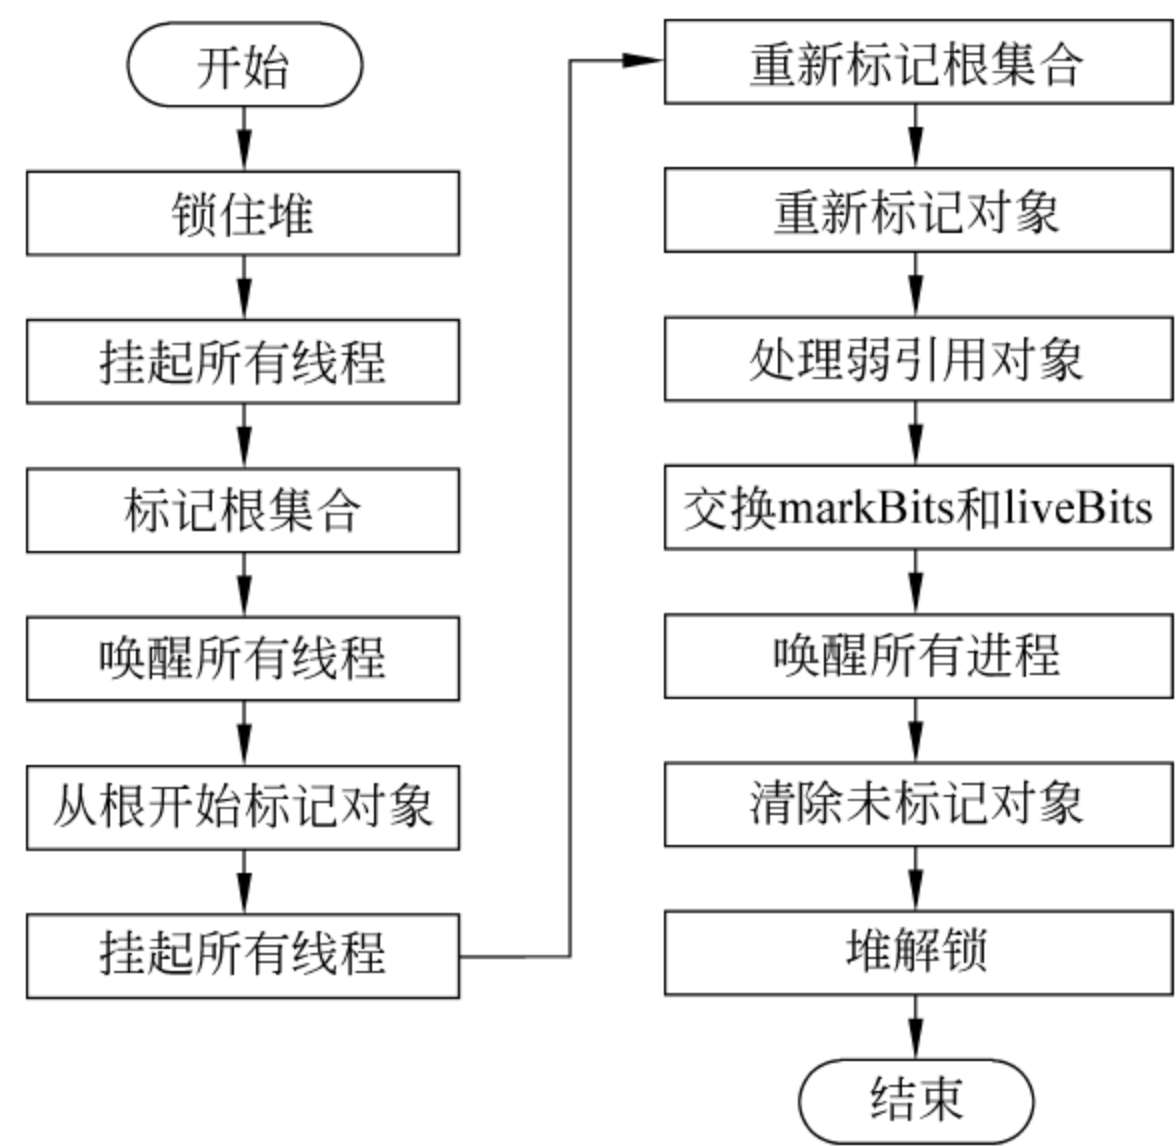 开始
锁住堆
挂起所有线程
标记根集合
唤醒所有线程
从根开始标记对象
挂起所有线程
重新标记根集合
重新标记对象
处理弱引用对象
交换markBits和liveBits
唤醒所有进程
清除未标记对象
堆解锁
结束